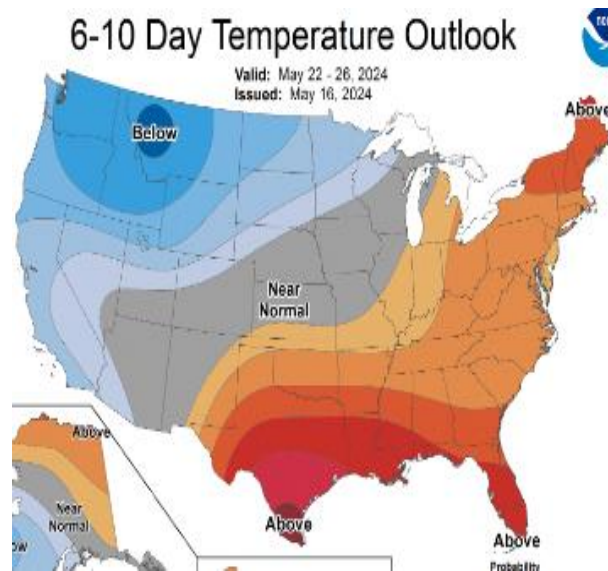 6-10 Day Temperature Outlook
Valid: May 22 - 26, 2024
Issued: May 16, 2024
Above
Below
Near
Normal
Above
Near
Normal
Above
Above
Probability